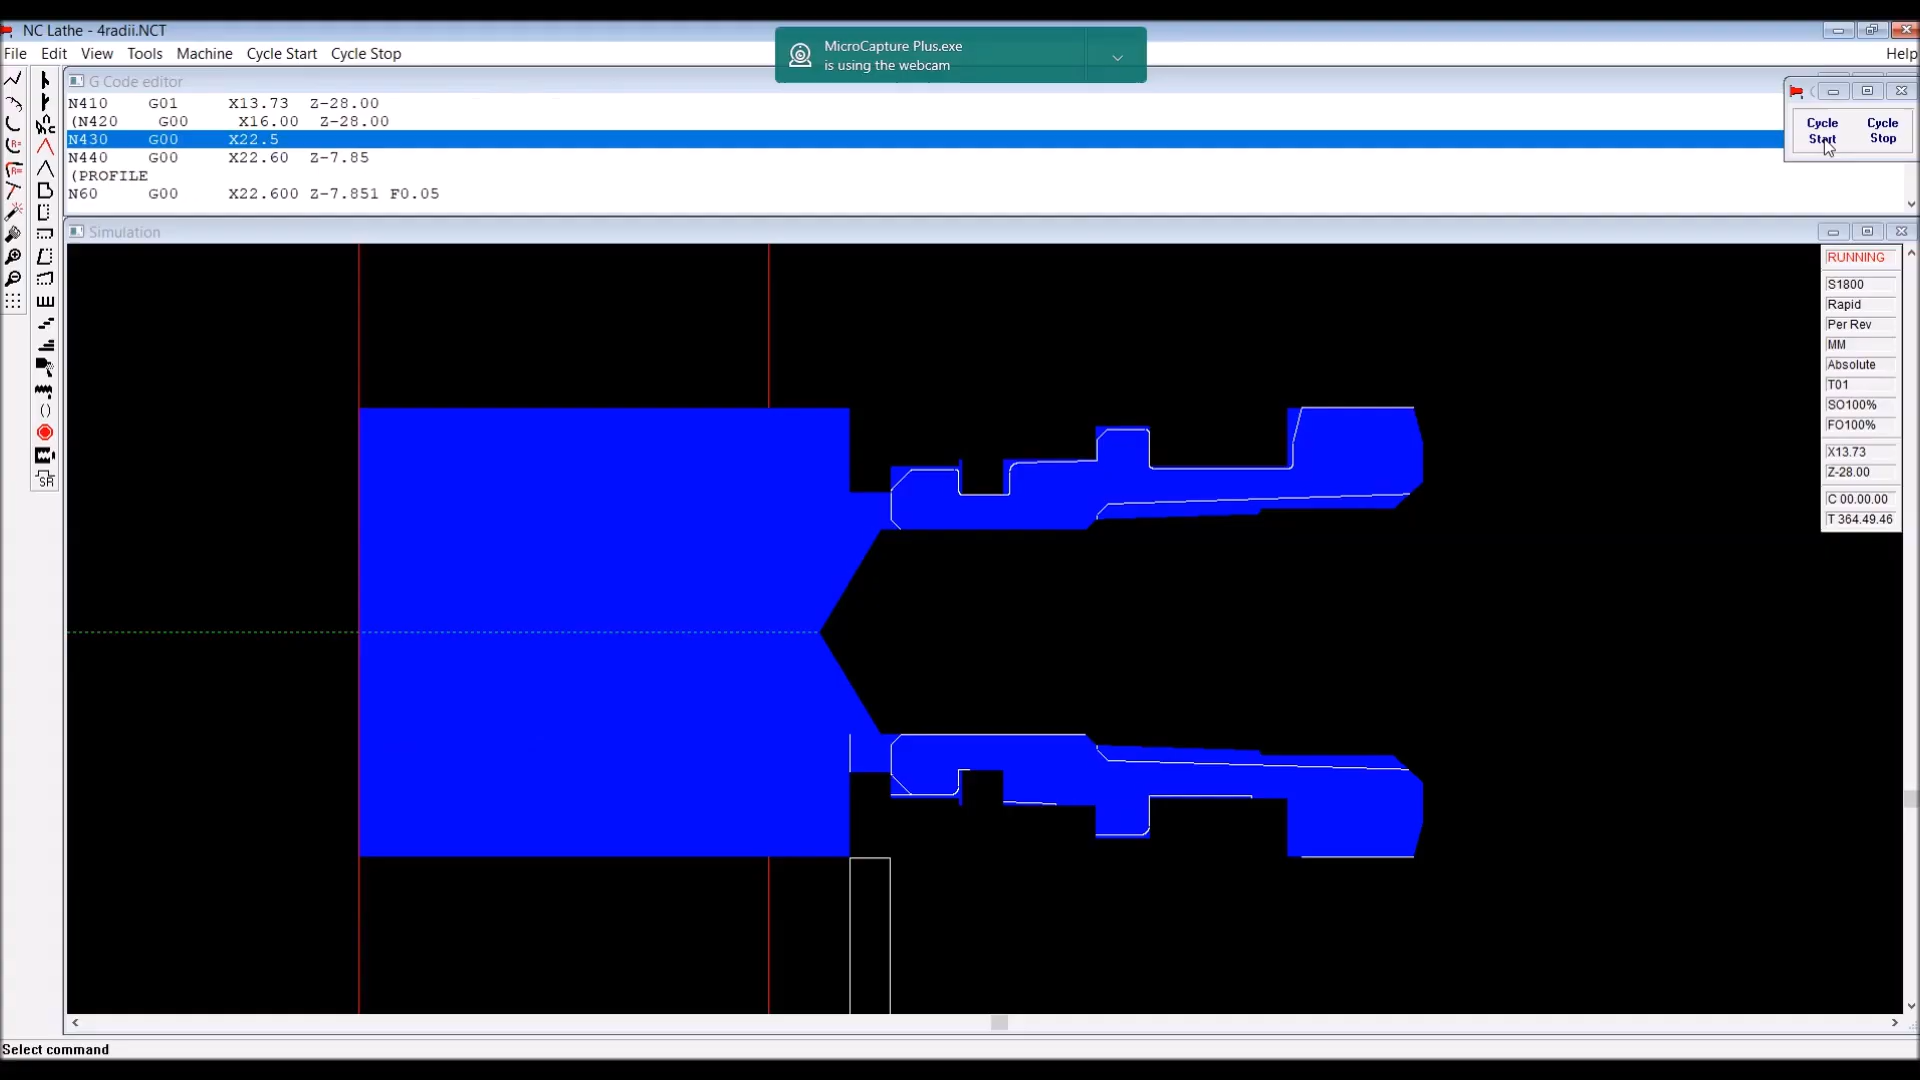 NC Lathe - 4radii.NCT
File Edit View Tools Machine Cycle Start Cycle Stop Help
MicroCapture Plus.exe
is using the webcam
G Code editor
N410 G01 X13.73 Z-28.00
(N420 G00 X16.00 Z-28.00
N430 G00 X22.5
N440 G00 X22.60 Z-7.85
(PROFILE
N60 G00 X22.600 Z-7.851 F0.05
Cycle Start
Cycle Stop
Simulation
RUNNING
S1800
Rapid
Per Rev
MM
Absolute
T01
SO100%
FO100%
X13.73
Z-28.00
C 00.00.00
T 364.49.46
R=
R=
()
SR
Select command